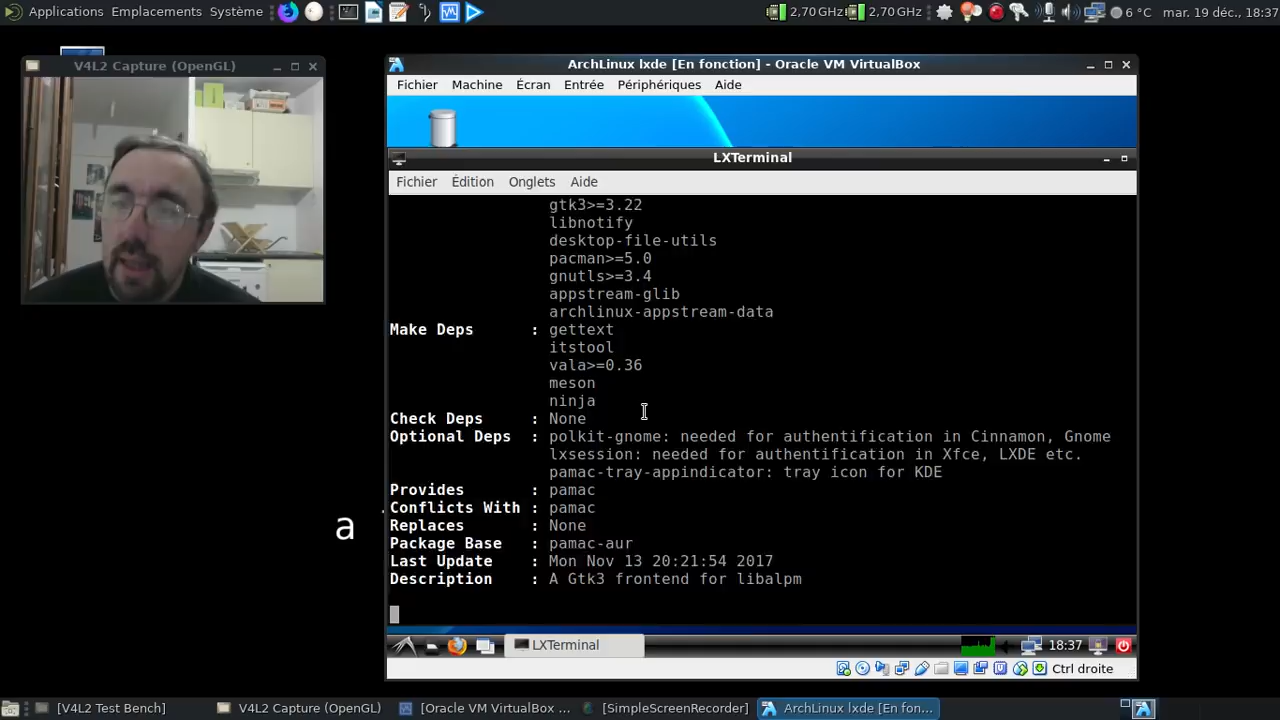 Applications Emplacements Système
2,70 GHz 2,70 GHz 6 °C mar. 19 déc., 18:37
V4L2 Capture (OpenGL)
ArchLinux lxde [En fonction] - Oracle VM VirtualBox
Fichier Machine Écran Entrée Périphériques Aide
LXTerminal
Fichier Édition Onglets Aide
gtk3>=3.22
libnotify
desktop-file-utils
pacman>=5.0
gnutls>=3.4
appstream-glib
archlinux-appstream-data
Make Deps : gettext
itstool
vala>=0.36
meson
ninja
Check Deps : None
Optional Deps : polkit-gnome: needed for authentification in Cinnamon, Gnome
lxsession: needed for authentification in Xfce, LXDE etc.
pamac-tray-appindicator: tray icon for KDE
Provides : pamac
Conflicts With : pamac
Replaces : None
Package Base : pamac-aur
Last Update : Mon Nov 13 20:21:54 2017
Description : A Gtk3 frontend for libalpm
a
LXTerminal 18:37
Ctrl droite
[V4L2 Test Bench] V4L2 Capture (OpenGL) [Oracle VM VirtualBox ... [SimpleScreenRecorder] ArchLinux lxde [En fon...